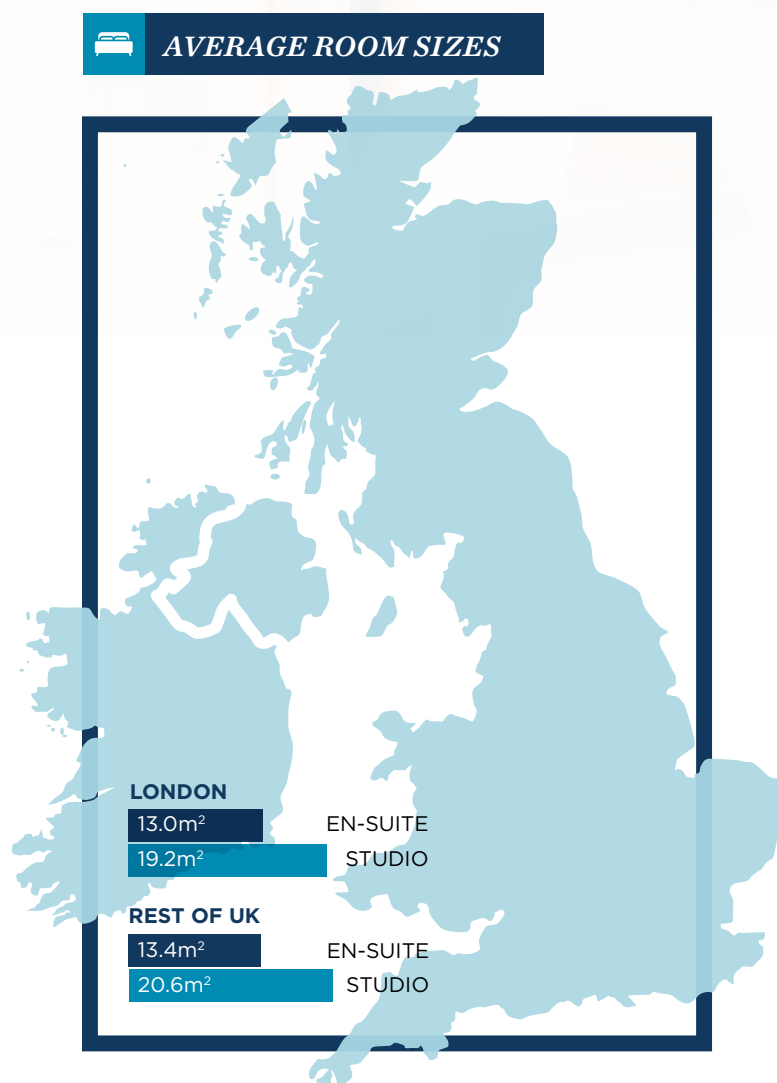 AVERAGE ROOM SIZES
LONDON
13.0m² EN-SUITE
19.2m² STUDIO
REST OF UK
13.4m² EN-SUITE
20.6m² STUDIO